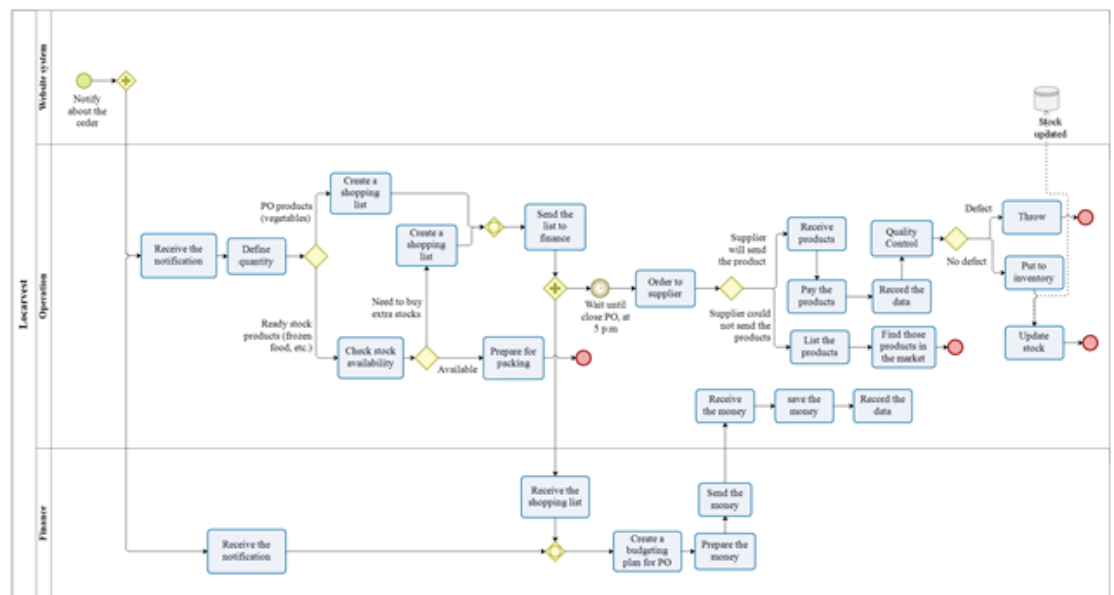 Locarvest
Website system
Notify
about the
order
Stock
updated
Operation
Receive the
notification
Define
quantity
PO products
(vegetables)
Create a
shopping
list
Create a
shopping
list
Send the
list to
finance
Need to buy
extra stocks
Ready stock
products (frozen
food, etc.)
Check stock
availability
Available
Prepare for
packing
Wait until
close PO, at
5 p.m
Order to
supplier
Supplier
will send
the product
Supplier could
not send the
products
Receive
products
Pay the
products
Record
the data
Quality
Control
Defect
No defect
Throw
Put to
inventory
Update
stock
List the
products
Find those
products in
the market
Receive
the money
save the
money
Record the
data
Finance
Receive the
notification
Receive the
shopping list
Create a
budgeting
plan for PO
Prepare the
money
Send the
money